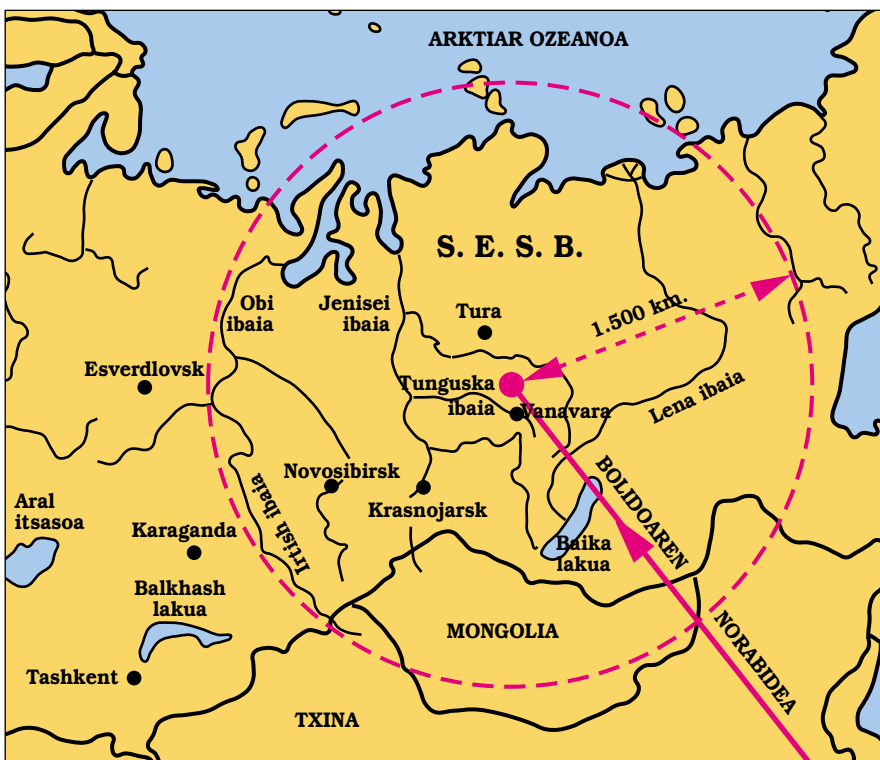 ARKTIAR OZEANOA
S. E. S. B.
Obi
ibaia
Jenisei
ibaia
Tura
1.500 km.
Esverdlovsk
Tunguska
ibaia
Vanavara
Lena ibaia
Novosibirsk
Irtish ibaia
Krasnojarsk
BOLIDOAREN
NORABIDEA
Aral
itsasoa
Karaganda
Baika
lakua
Balkhash
lakua
MONGOLIA
Tashkent
TXINA